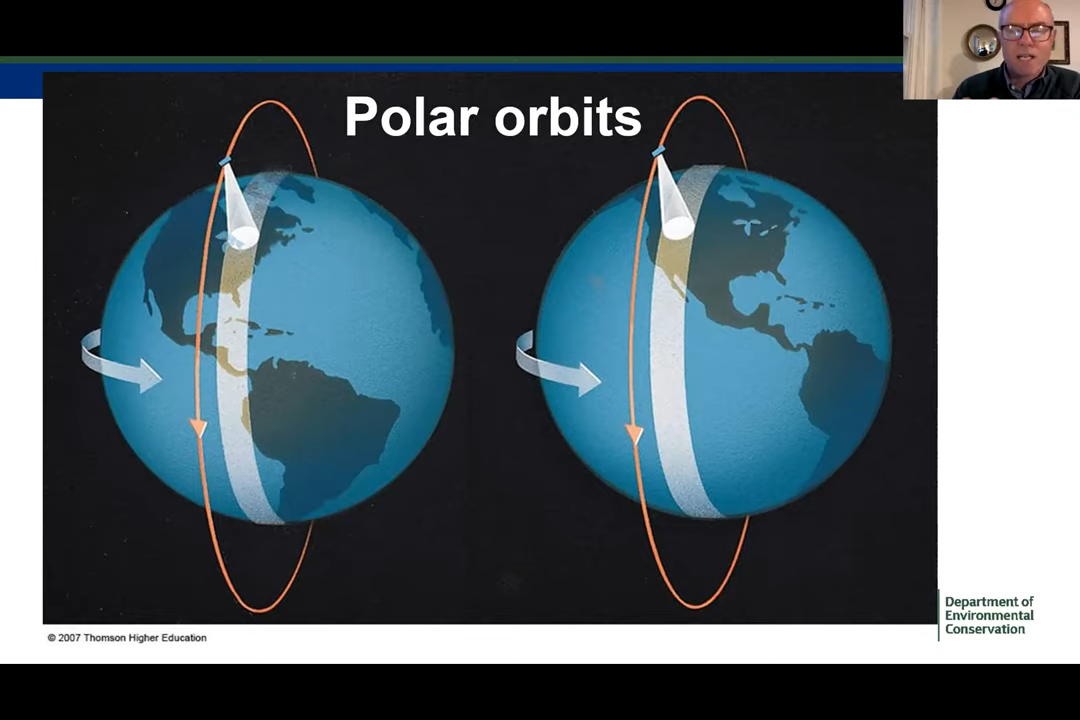 Polar orbits
© 2007 Thomson Higher Education
Department of
Environmental
Conservation